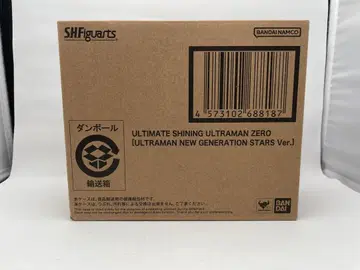 S.H.Figuarts
BANDAI NAMCO
4 573102 688187
ダンボール
輸送箱
ULTIMATE SHINING ULTRAMAN ZERO
[ULTRAMAN NEW GENERATION STARS Ver.]
BANDAI